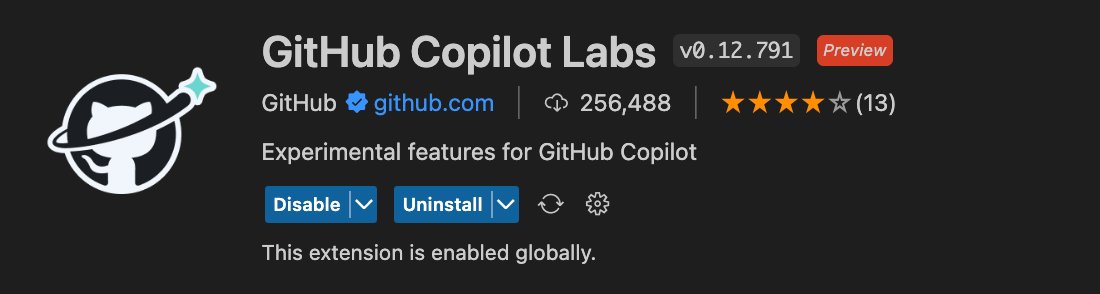 GitHub Copilot Labs v0.12.791 Preview
GitHub github.com 256,488 (13)
Experimental features for GitHub Copilot
Disable Uninstall
This extension is enabled globally.